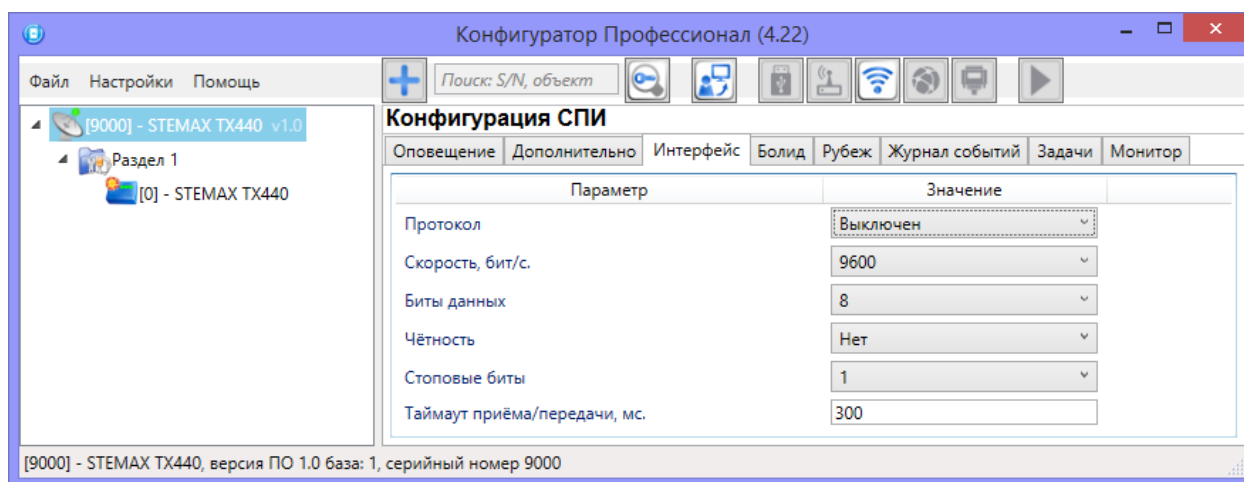 Конфигуратор Профессионал (4.22)
Файл Настройки Помощь
Поиск: S/N, объект
[9000] - STEMAX TX440 v1.0
Раздел 1
[0] - STEMAX TX440
Конфигурация СПИ
Оповещение Дополнительно Интерфейс Болид Рубеж Журнал событий Задачи Монитор
Параметр Значение
Протокол Выключен
Скорость, бит/с. 9600
Биты данных 8
Чётность Нет
Стоповые биты 1
Таймаут приёма/передачи, мс. 300
[9000] - STEMAX TX440, версия ПО 1.0 база: 1, серийный номер 9000